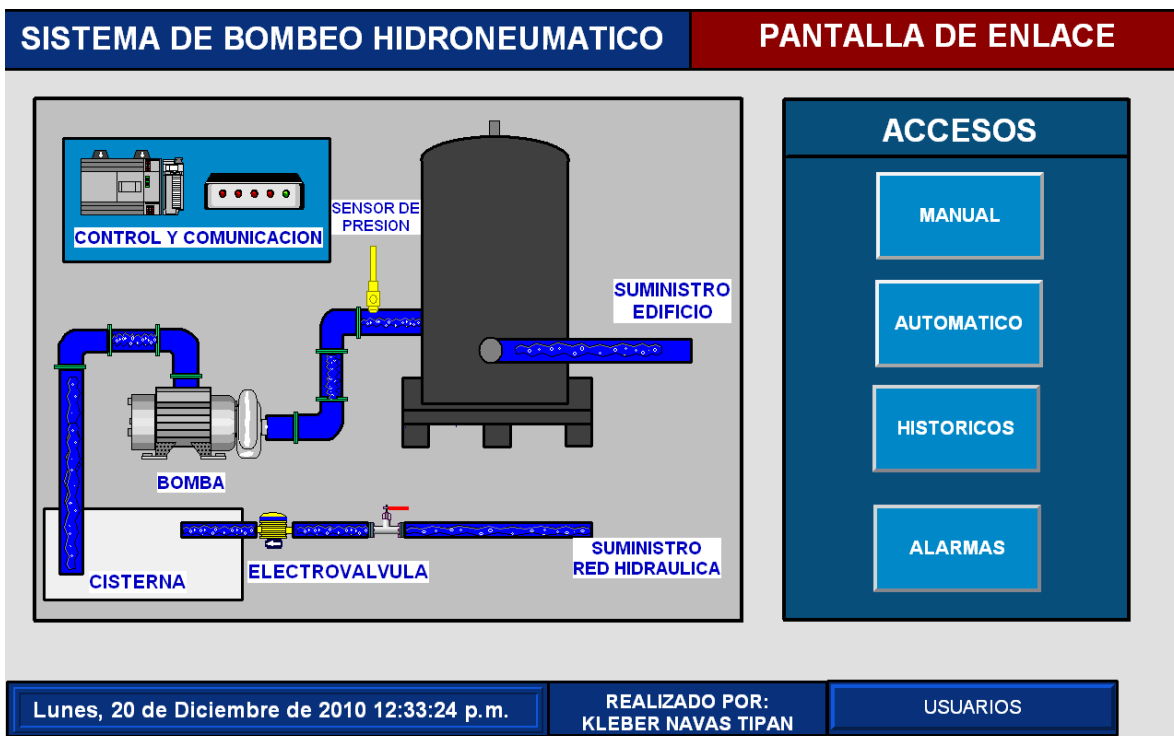 SISTEMA DE BOMBEO HIDRONEUMATICO
PANTALLA DE ENLACE
CONTROL Y COMUNICACION
SENSOR DE
PRESION
SUMINISTRO
EDIFICIO
BOMBA
CISTERNA
ELECTROVALVULA
SUMINISTRO
RED HIDRAULICA
ACCESOS
MANUAL
AUTOMATICO
HISTORICOS
ALARMAS
Lunes, 20 de Diciembre de 2010 12:33:24 p.m.
REALIZADO POR:
KLEBER NAVAS TIPAN
USUARIOS